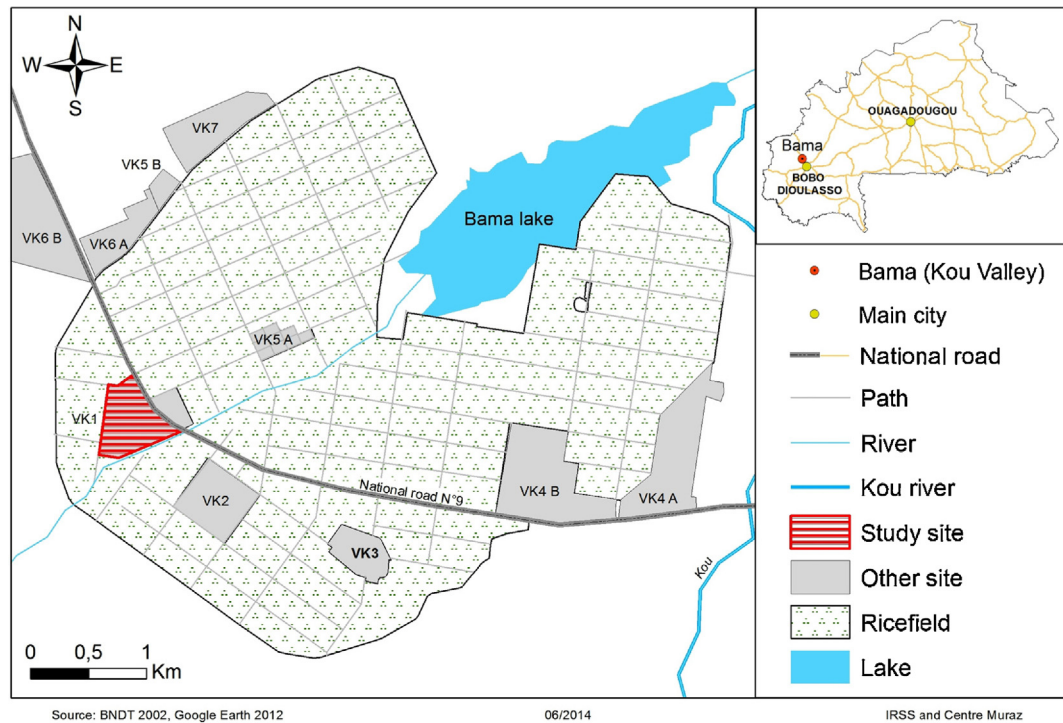 N
W E
S
VK7
VK5 B
VK6 B
VK6 A
Bama lake
VK5 A
VK1
VK2
National road N°9
VK4 B
VK4 A
VK3
Kou
0 0,5 1
Km
OUAGADOUGOU
Bama
BOBO
DIOULASSO
Bama (Kou Valley)
Main city
National road
Path
River
Kou river
Study site
Other site
Ricefield
Lake
Source: BNDT 2002, Google Earth 2012 06/2014 IRSS and Centre Muraz